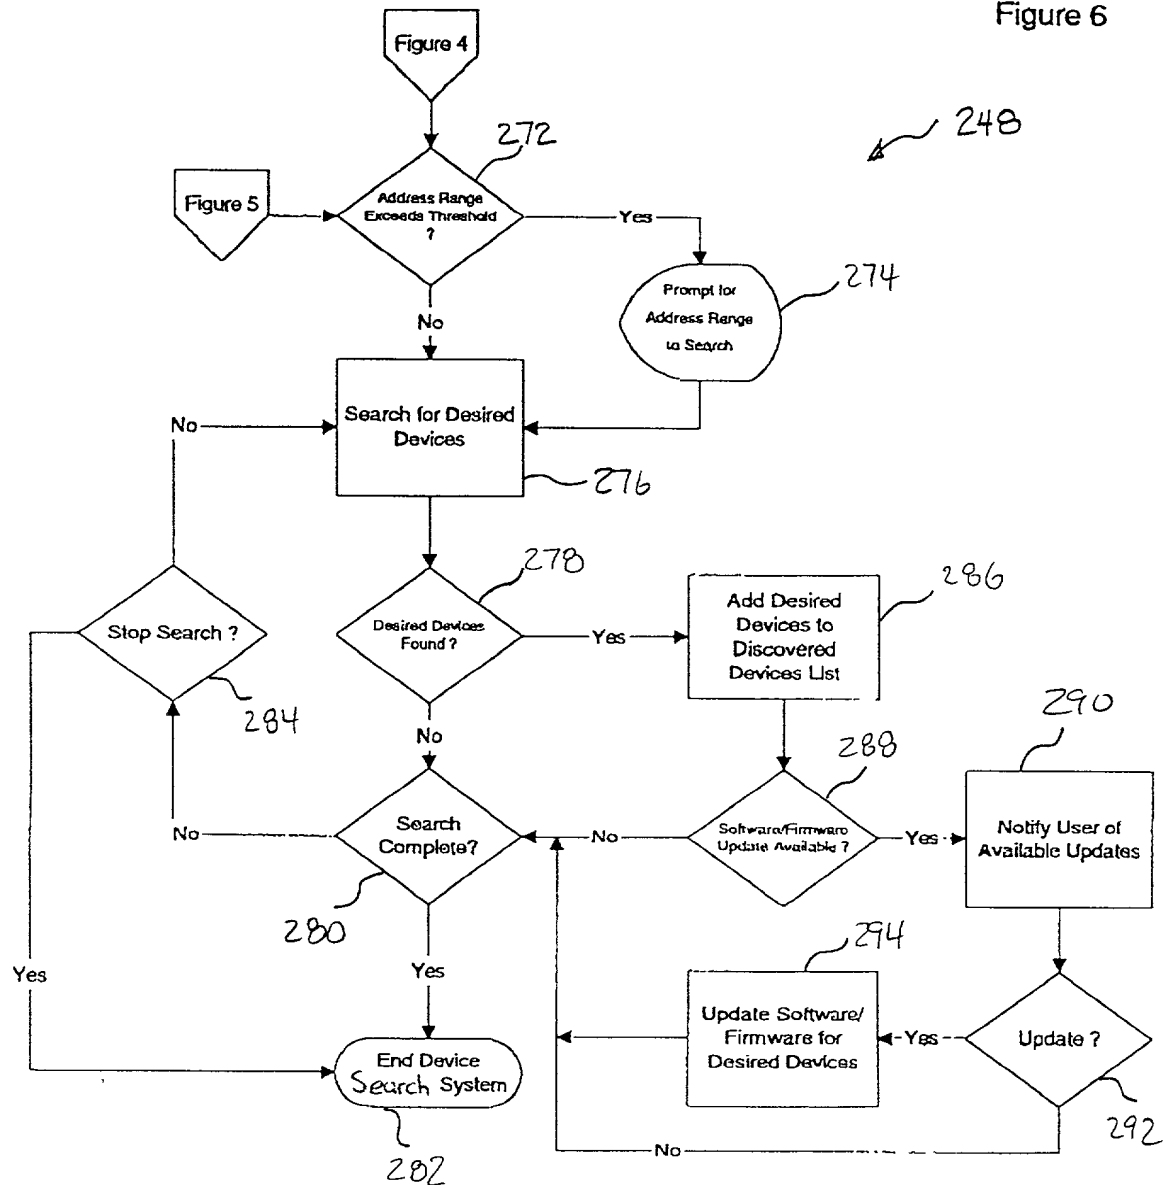 Figure 6
Figure 4
272
248
Figure 5
Address Range
Exceeds Threshold
?
Yes
274
Prompt for
Address Range
to Search
No
Search for Desired
Devices
No
276
278
286
Stop Search ?
Desired Devices
Found ?
Yes
Add Desired
Devices to
Discovered
Devices List
284
No
290
288
No
Search
Complete?
No
Software/Firmware
Update Available ?
Yes
Notify User of
Available Updates
280
294
Yes
Yes
Update Software/
Firmware for
Desired Devices
Yes
Update ?
End Device
Search System
292
No
282